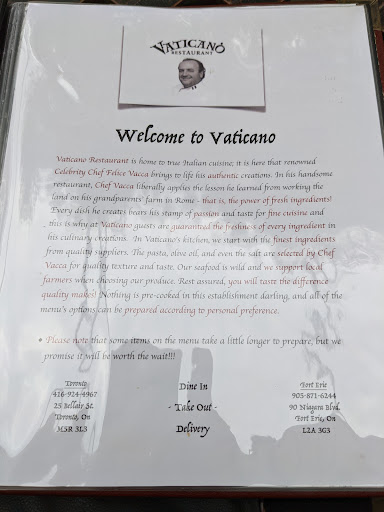 VATICANO
RESTAURANT
Welcome to Vaticano
Vaticano Restaurant is home to true Italian cuisine; it is here that renowned
Celebrity Chef Felice Vacca brings to life his authentic creations. In his handsome
restaurant, Chef Vacca liberally applies the lesson he learned from working the
land on his grandparents' farm in Rome - that is, the power of fresh ingredients!
Every dish he creates bears his stamp of passion and taste for fine cuisine and
this is why at Vaticano guests are guaranteed the freshness of every ingredient in
his culinary creations. In Vaticano's kitchen, we start with the finest ingredients
from quality suppliers. The pasta, olive oil, and even the salt are selected by Chef
Vacca for quality texture and taste. Our seafood is wild and we support local
farmers when choosing our produce. Rest assured, you will taste the difference
quality makes! Nothing is pre-cooked in this establishment darling, and all of the
menu's options can be prepared according to personal preference.
• Please note that some items on the menu take a little longer to prepare, but we
promise it will be worth the wait!!!
Toronto
416-924-4967
25 Bellair St.
Toronto, On
M5R 3L3
Dine In
- Take Out -
Delivery
Fort Erie
905-871-6244
90 Niagara Blvd.
Fort Erie, On
L2A 3G3